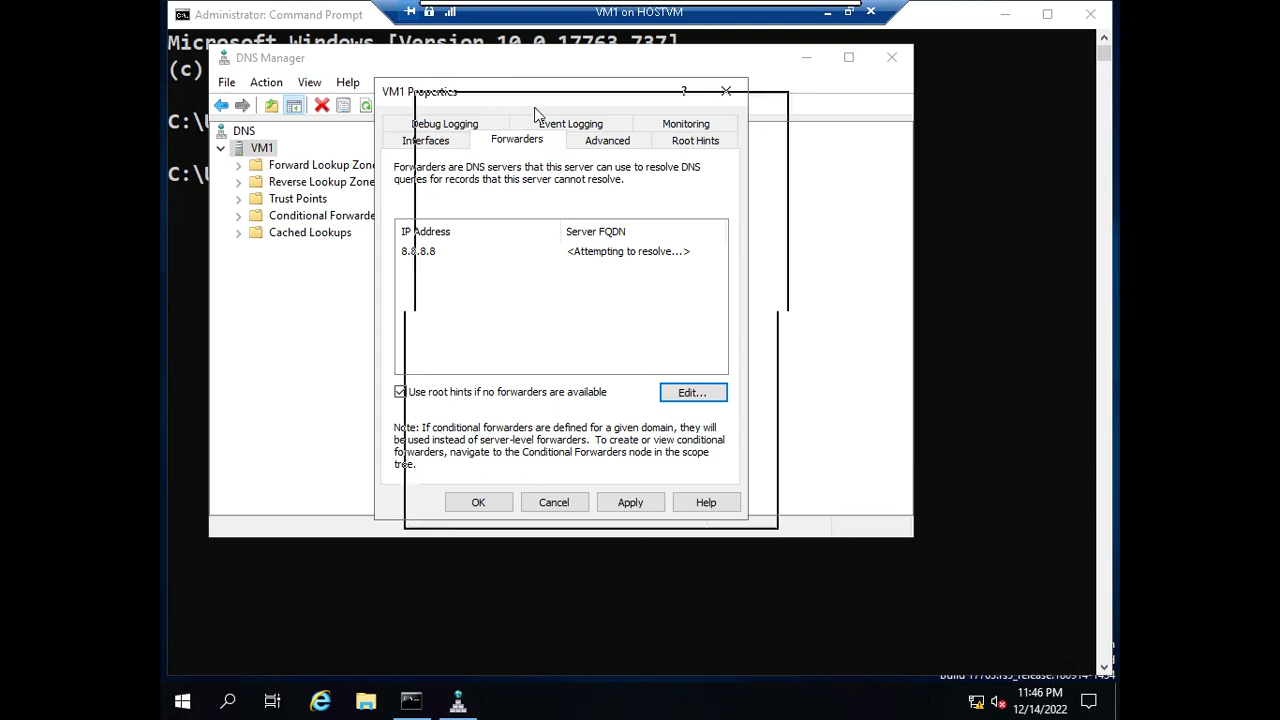 Administrator: Command Prompt
VM1 on HOSTVM
Microsoft Windows [Version 10.0.17763.737]
(c)
DNS Manager
File Action View Help
VM1 Properties
?
C:\U
DNS
VM1
Forward Lookup Zone
Reverse Lookup Zone
Trust Points
Conditional Forwarde
Cached Lookups
C:\U
Debug Logging Event Logging Monitoring
Interfaces Forwarders Advanced Root Hints
Forwarders are DNS servers that this server can use to resolve DNS
queries for records that this server cannot resolve.
IP Address Server FQDN
8.8.8.8 <Attempting to resolve...>
Use root hints if no forwarders are available Edit...
Note: If conditional forwarders are defined for a given domain, they will
be used instead of server-level forwarders. To create or view conditional
forwarders, navigate to the Conditional Forwarders node in the scope
tree.
OK Cancel Apply Help
Build 17763.rs5_release.180914-1434
11:46 PM
12/14/2022